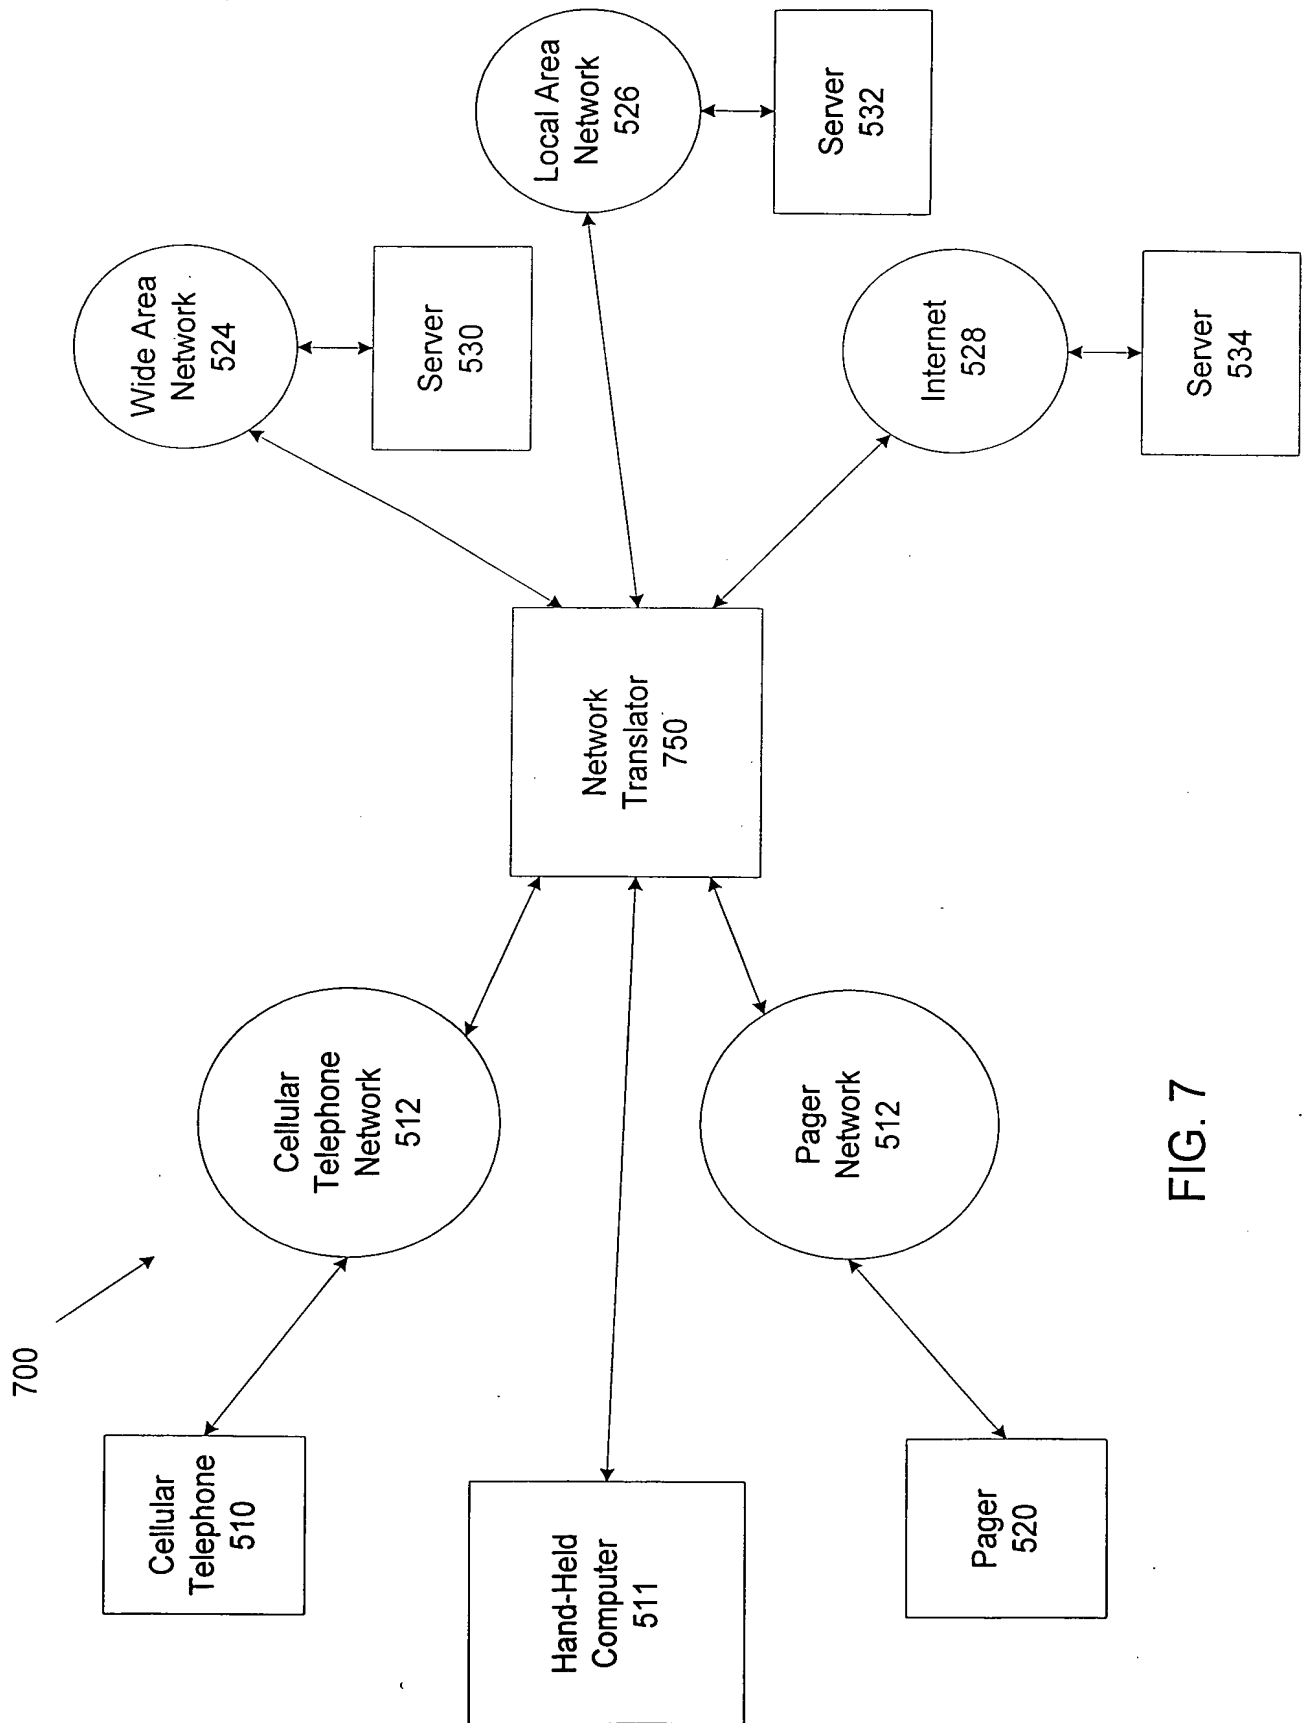 700
Cellular
Telephone
510
Hand-Held
Computer
511
Pager
520
Cellular
Telephone
Network
512
Pager
Network
512
Network
Translator
750
Wide Area
Network
524
Server
530
Local Area
Network
526
Server
532
Internet
528
Server
534
FIG. 7